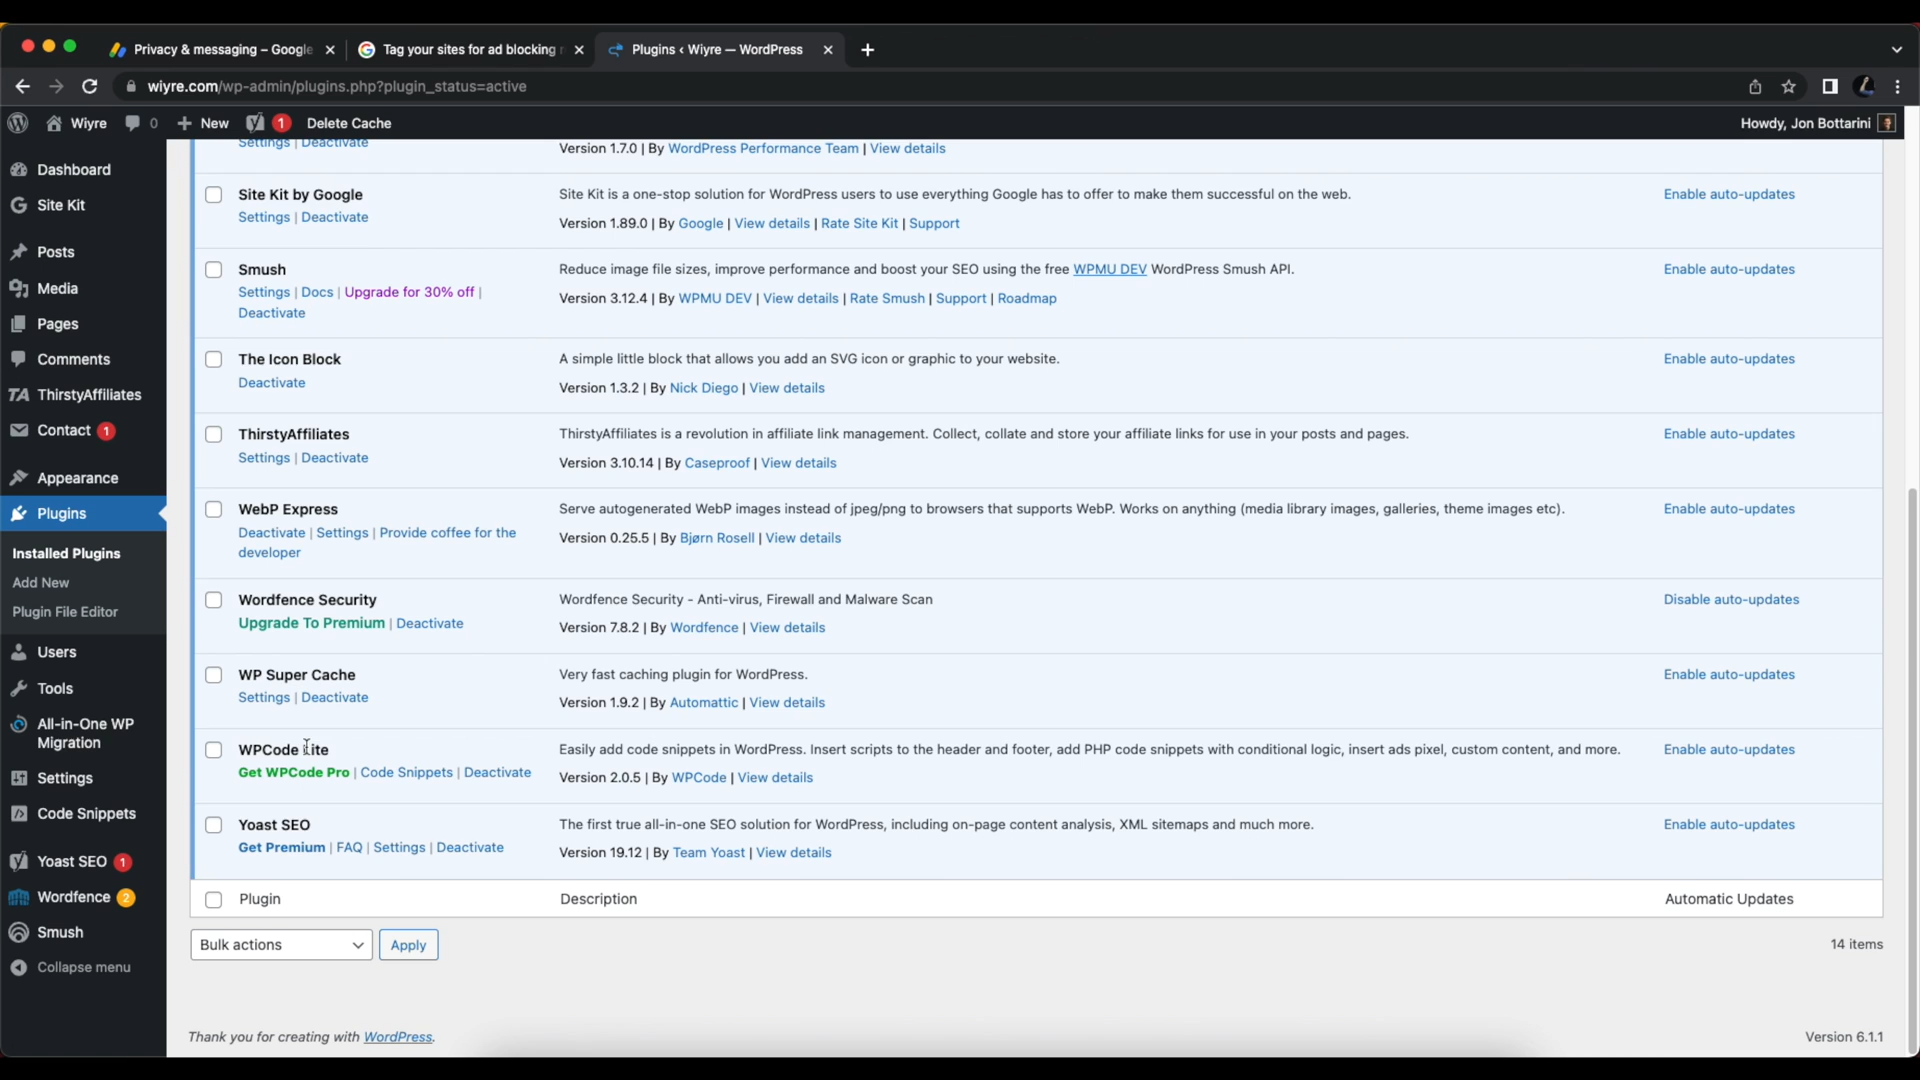 Privacy & messaging – Google
Tag your sites for ad blocking
Plugins ‹ Wiyre — WordPress
wiyre.com/wp-admin/plugins.php?plugin_status=active
Wiyre 0 New 1 Delete Cache
Howdy, Jon Bottarini
Dashboard
Site Kit
Posts
Media
Pages
Comments
TA ThirstyAffiliates
Contact 1
Appearance
Plugins
Installed Plugins
Add New
Plugin File Editor
Users
Tools
All-in-One WP
Migration
Settings
Code Snippets
Yoast SEO 1
Wordfence 2
Smush
Collapse menu
Settings | Deactivate
Version 1.7.0 | By WordPress Performance Team | View details
Site Kit by Google
Settings | Deactivate
Site Kit is a one-stop solution for WordPress users to use everything Google has to offer to make them successful on the web.
Version 1.89.0 | By Google | View details | Rate Site Kit | Support
Enable auto-updates
Smush
Settings | Docs | Upgrade for 30% off |
Deactivate
Reduce image file sizes, improve performance and boost your SEO using the free WPMU DEV WordPress Smush API.
Version 3.12.4 | By WPMU DEV | View details | Rate Smush | Support | Roadmap
Enable auto-updates
The Icon Block
Deactivate
A simple little block that allows you add an SVG icon or graphic to your website.
Version 1.3.2 | By Nick Diego | View details
Enable auto-updates
ThirstyAffiliates
Settings | Deactivate
ThirstyAffiliates is a revolution in affiliate link management. Collect, collate and store your affiliate links for use in your posts and pages.
Version 3.10.14 | By Caseproof | View details
Enable auto-updates
WebP Express
Deactivate | Settings | Provide coffee for the
developer
Serve autogenerated WebP images instead of jpeg/png to browsers that supports WebP. Works on anything (media library images, galleries, theme images etc).
Version 0.25.5 | By Bjørn Rosell | View details
Enable auto-updates
Wordfence Security
Upgrade To Premium | Deactivate
Wordfence Security - Anti-virus, Firewall and Malware Scan
Version 7.8.2 | By Wordfence | View details
Disable auto-updates
WP Super Cache
Settings | Deactivate
Very fast caching plugin for WordPress.
Version 1.9.2 | By Automattic | View details
Enable auto-updates
WPCode Lite
Get WPCode Pro | Code Snippets | Deactivate
Easily add code snippets in WordPress. Insert scripts to the header and footer, add PHP code snippets with conditional logic, insert ads pixel, custom content, and more.
Version 2.0.5 | By WPCode | View details
Enable auto-updates
Yoast SEO
Get Premium | FAQ | Settings | Deactivate
The first true all-in-one SEO solution for WordPress, including on-page content analysis, XML sitemaps and much more.
Version 19.12 | By Team Yoast | View details
Enable auto-updates
Plugin
Description
Automatic Updates
Bulk actions
Apply
14 items
Thank you for creating with WordPress.
Version 6.1.1